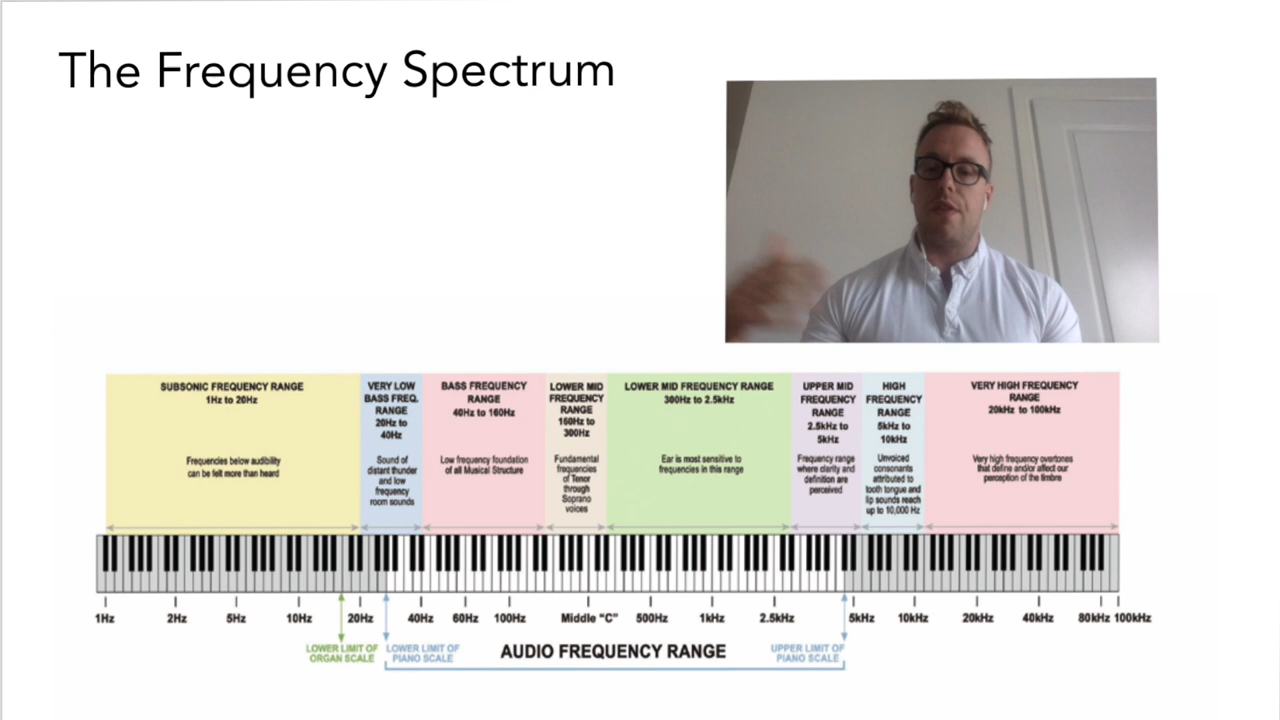 The Frequency Spectrum
SUBSONIC FREQUENCY RANGE
1Hz to 20Hz
Frequencies below audibility
can be felt more than heard
VERY LOW
BASS FREQ.
RANGE
20Hz to
40Hz
Sound of
distant thunder
and low
frequency
room sounds
BASS FREQUENCY
RANGE
40Hz to 160Hz
Low frequency foundation
of all Musical Structure
LOWER MID
FREQUENCY
RANGE
160Hz to
300Hz
Fundamental
frequencies
of Tenor
through
Soprano
voices
LOWER MID FREQUENCY RANGE
300Hz to 2.5kHz
Ear is most sensitive to
frequencies in this range
UPPER MID
FREQUENCY
RANGE
2.5kHz to
5kHz
Frequency range
where clarity and
definition are
perceived
HIGH
FREQUENCY
RANGE
5kHz to
10kHz
Unvoiced
consonants
attributed to
tooth tongue and
lip sounds reach
up to 10,000 Hz
VERY HIGH FREQUENCY
RANGE
20kHz to 100kHz
Very high frequency overtones
that define and/or affect our
perception of the timbre
1Hz 2Hz 5Hz 10Hz 20Hz 40Hz 60Hz 100Hz Middle “C” 500Hz 1kHz 2.5kHz 5kHz 10kHz 20kHz 40kHz 80kHz 100kHz
LOWER LIMIT OF
ORGAN SCALE
LOWER LIMIT OF
PIANO SCALE
AUDIO FREQUENCY RANGE
UPPER LIMIT OF
PIANO SCALE